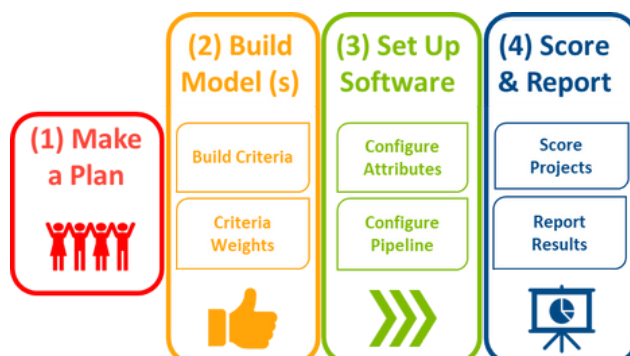 (1) Make
a Plan
(2) Build
Model (s)
Build Criteria
Criteria
Weights
(3) Set Up
Software
Configure
Attributes
Configure
Pipeline
(4) Score
& Report
Score
Projects
Report
Results